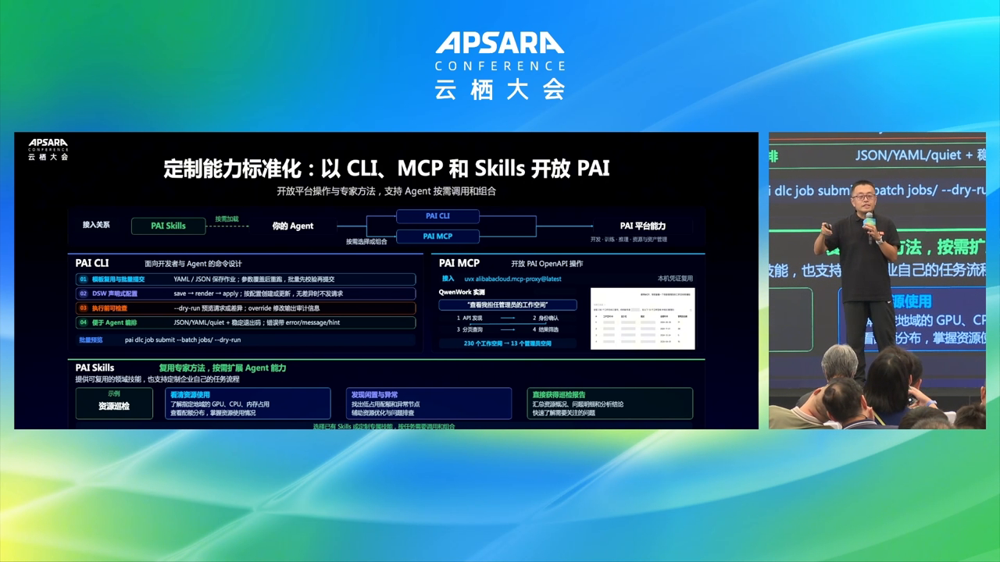 APSARA
CONFERENCE
云栖大会
APSARA
CONFERENCE
云栖大会
定制能力标准化：以 CLI、MCP 和 Skills 开放 PAI
开放平台操作与专家方法，支持 Agent 按需调用和组合
接入关系
PAI Skills
按需加载
你的 Agent
按需选择或组合
PAI CLI
PAI MCP
PAI 平台能力
开发 · 训练 · 推理 · 资源与资产管理
PAI CLI 面向开发者与 Agent 的命令设计
01 模板复用与批量提交 YAML / JSON 保存作业；参数覆盖后重跑，批量先校验再提交
02 DSW 声明式配置 save → render → apply；按配置创建或更新，无差异时不发请求
03 执行前可检查 --dry-run 预览请求或差异；override 修改输出审计信息
04 便于 Agent 编排 JSON/YAML/quiet + 稳定退出码；错误带 error/message/hint
批量预览 pai dlc job submit --batch jobs/ --dry-run
PAI MCP 开放 PAI OpenAPI 操作
接入 uvx alibabacloud.mcp-proxy@latest 本机凭证复用
QwenWork 实测
“查看我担任管理员的工作空间”
1 API 发现 2 身份确认
3 分页查询 4 结果筛选
230 个工作空间 → 13 个管理员空间
PAI Skills 复用专家方法，按需扩展 Agent 能力
提供可复用的领域技能，也支持定制企业自己的任务流程
示例
资源巡检
看清资源使用
了解指定地域的 GPU、CPU、内存占用
查看配额分布，掌握资源使用情况
发现闲置与异常
找出低占用配额和异常节点
辅助资源优化与问题排查
直接获得巡检报告
汇总资源概况、问题明细和分析结论
快速了解需要关注的问题
选择已有 Skills 或定制专属技能，按任务需要调用和组合
排 JSON/YAML/quiet + 稳
i dlc job submi batch jobs/ --dry-ru
方法，按需扩
技能，也支 企业自己的任务流程
源使用
地域的 GPU、CP
配额分布，掌握资源使